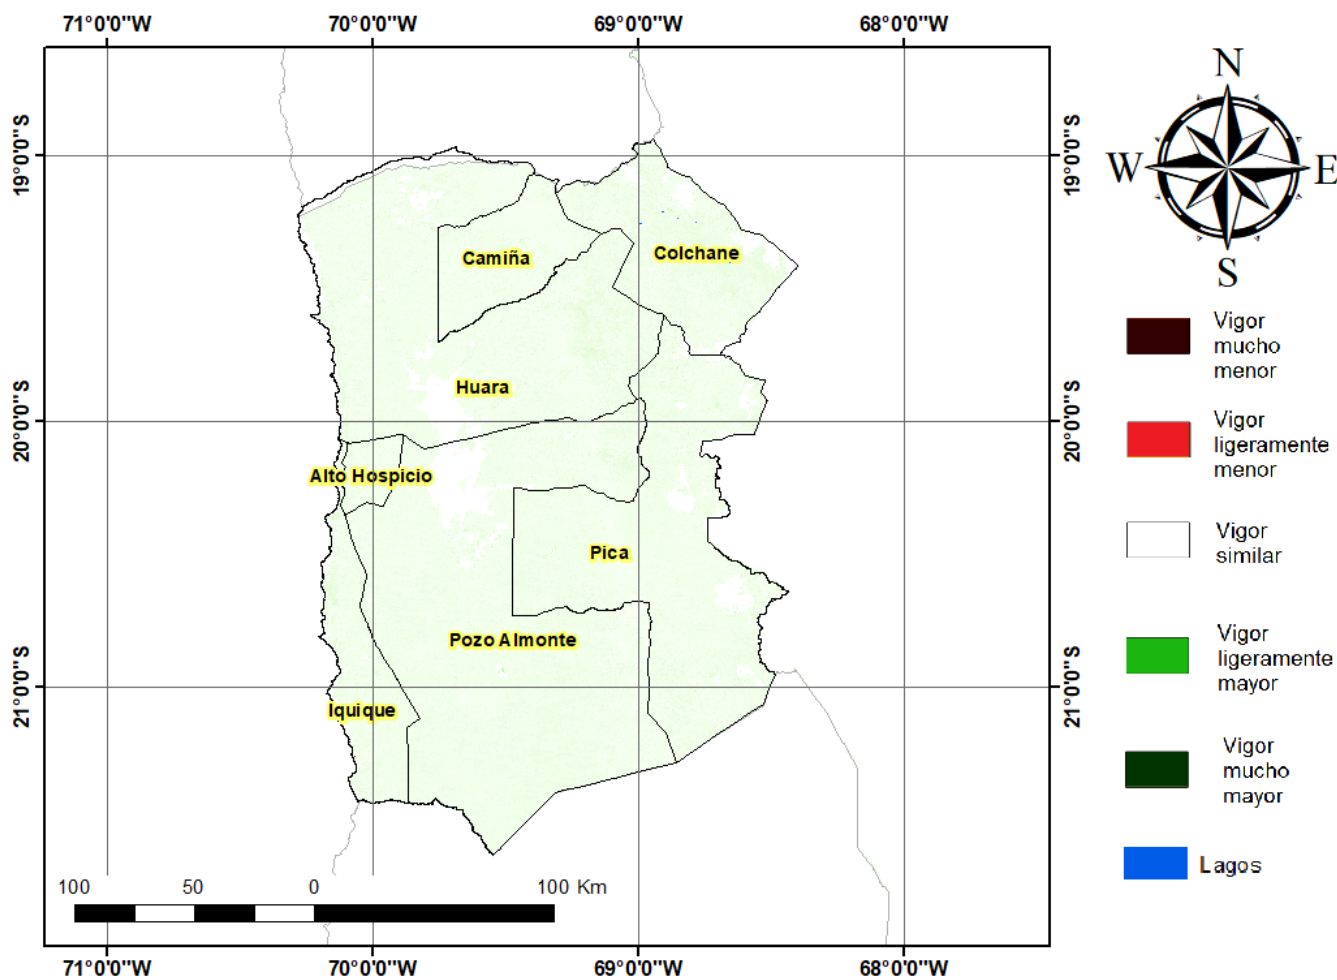 71°0'0"W 70°0'0"W 69°0'0"W 68°0'0"W
19°0'0"S
19°0'0"S
20°0'0"S
20°0'0"S
21°0'0"S
21°0'0"S
Camiña
Colchane
Huara
Alto Hospicio
Pica
Pozo Almonte
Iquique
100 50 0 100 Km
71°0'0"W 70°0'0"W 69°0'0"W 68°0'0"W
N
W E
S
Vigor
mucho
menor
Vigor
ligeramente
menor
Vigor
similar
Vigor
ligeramente
mayor
Vigor
mucho
mayor
Lagos